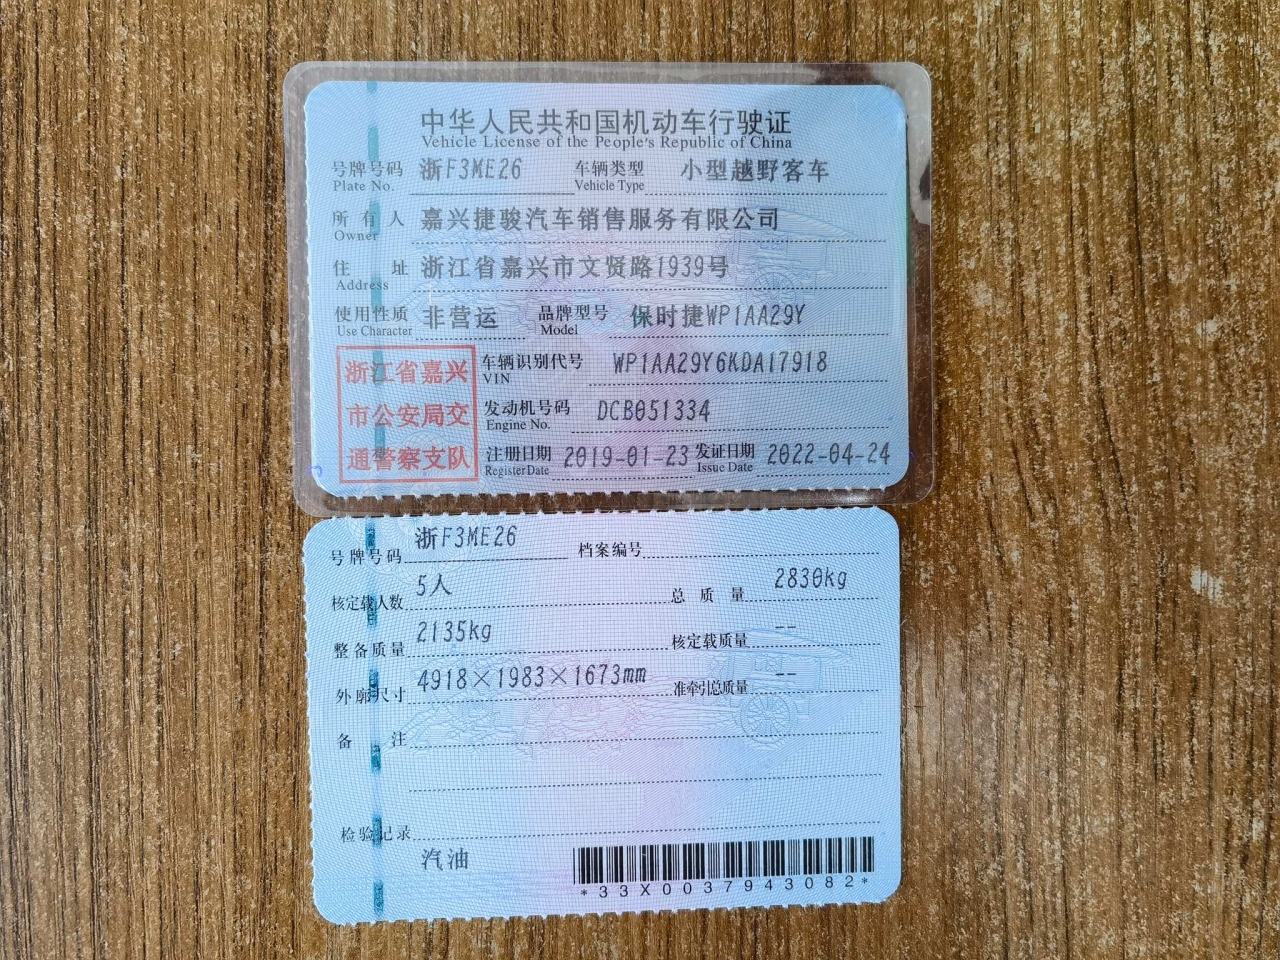 中华人民共和国机动车行驶证
Vehicle License of the People's Republic of China
号牌号码 浙F3ME26 车辆类型 小型越野客车
Plate No. Vehicle Type
所有人 嘉兴捷骏汽车销售服务有限公司
Owner
住址 浙江省嘉兴市文贤路1939号
Address
使用性质 非营运 品牌型号 保时捷WP1AA29Y
Use Character Model
浙江省嘉兴
市公安局交
通警察支队
车辆识别代号 WP1AA29Y6KDA17918
VIN
发动机号码 DCB051334
Engine No.
注册日期 2019-01-23 发证日期 2022-04-24
Register Date Issue Date
号牌号码 浙F3ME26 档案编号
核定载人数 5人 总质量 2830kg
整备质量 2135kg 核定载质量 --
外廓尺寸 4918×1983×1673mm 准牵引总质量 --
备注
检验记录
汽油
*33X0037943082*